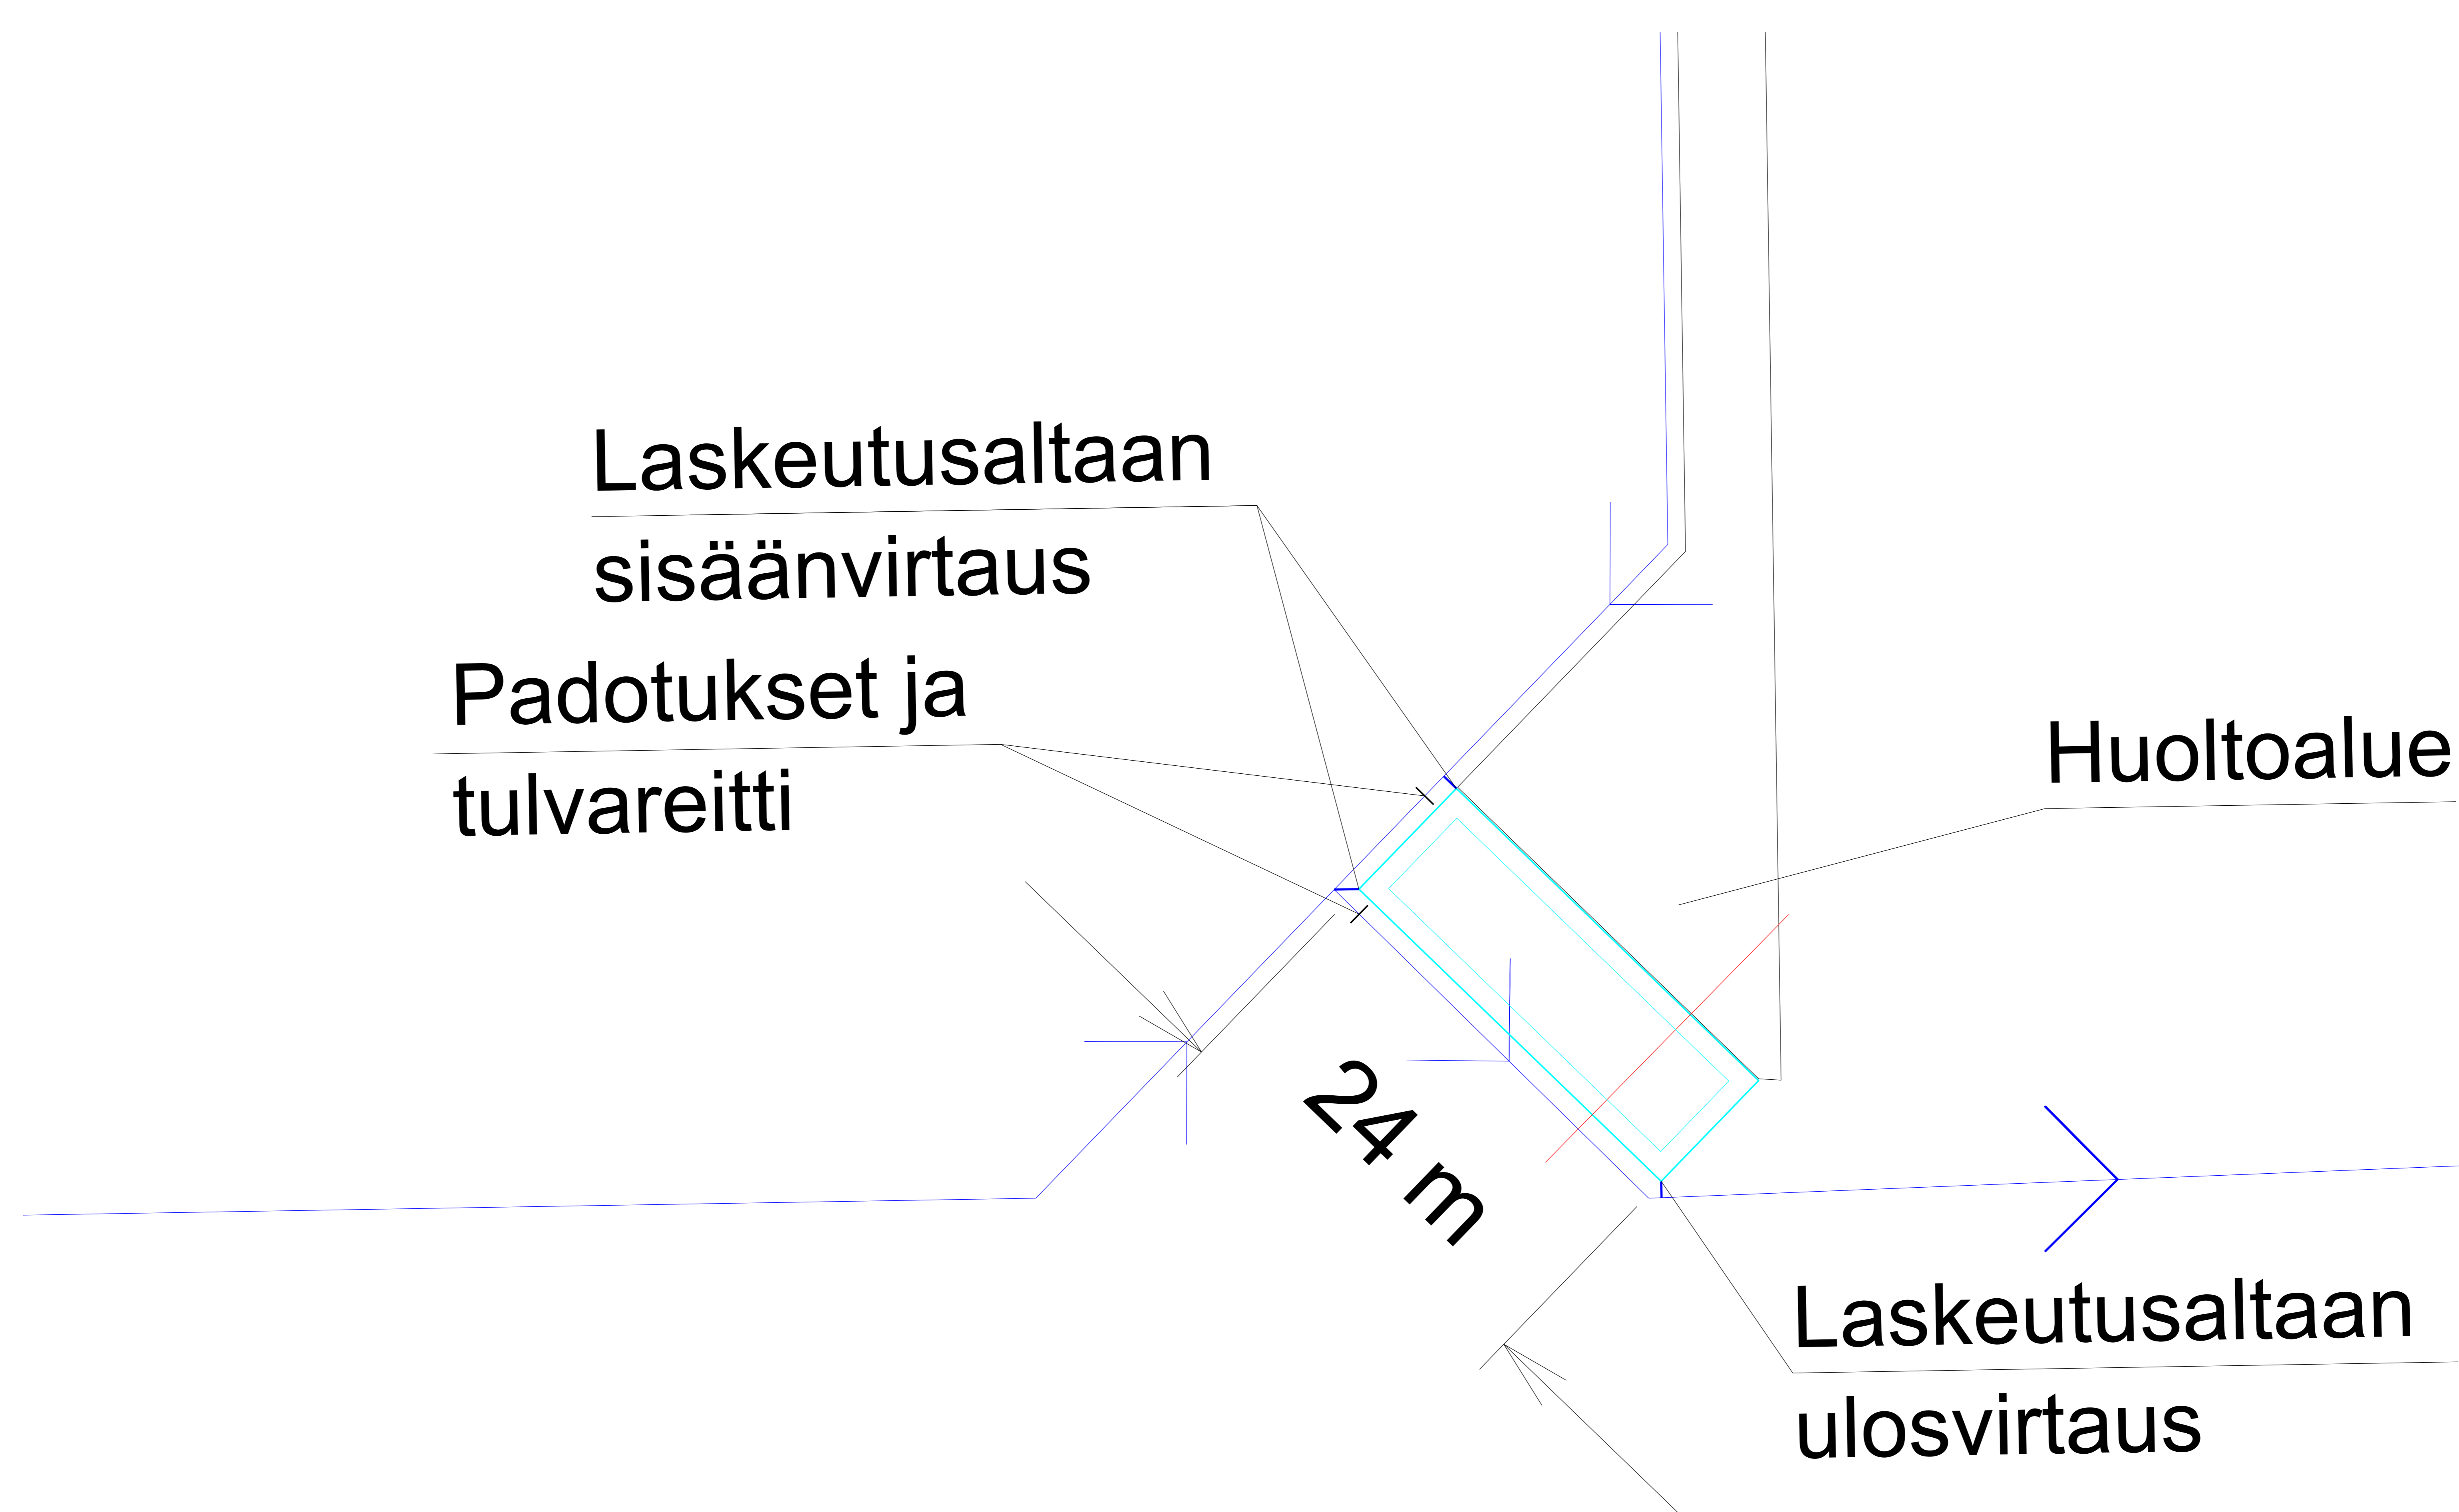 Laskeutusaltaan
sisäänvirtaus
Padotukset ja
tulvareitti
Huoltoalue
24 m
Laskeutusaltaan
ulosvirtaus